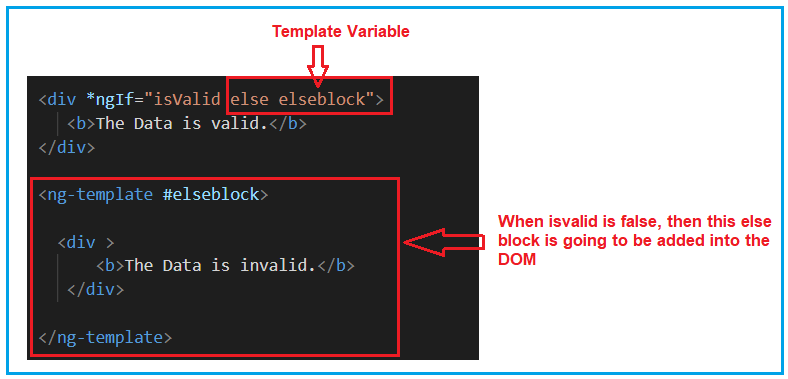 Template Variable
<div *ngIf="isValid else elseblock">
<b>The Data is valid.</b>
</div>
<ng-template #elseblock>
<div >
<b>The Data is invalid.</b>
</div>
</ng-template>
When isvalid is false, then this else
block is going to be added into the
DOM